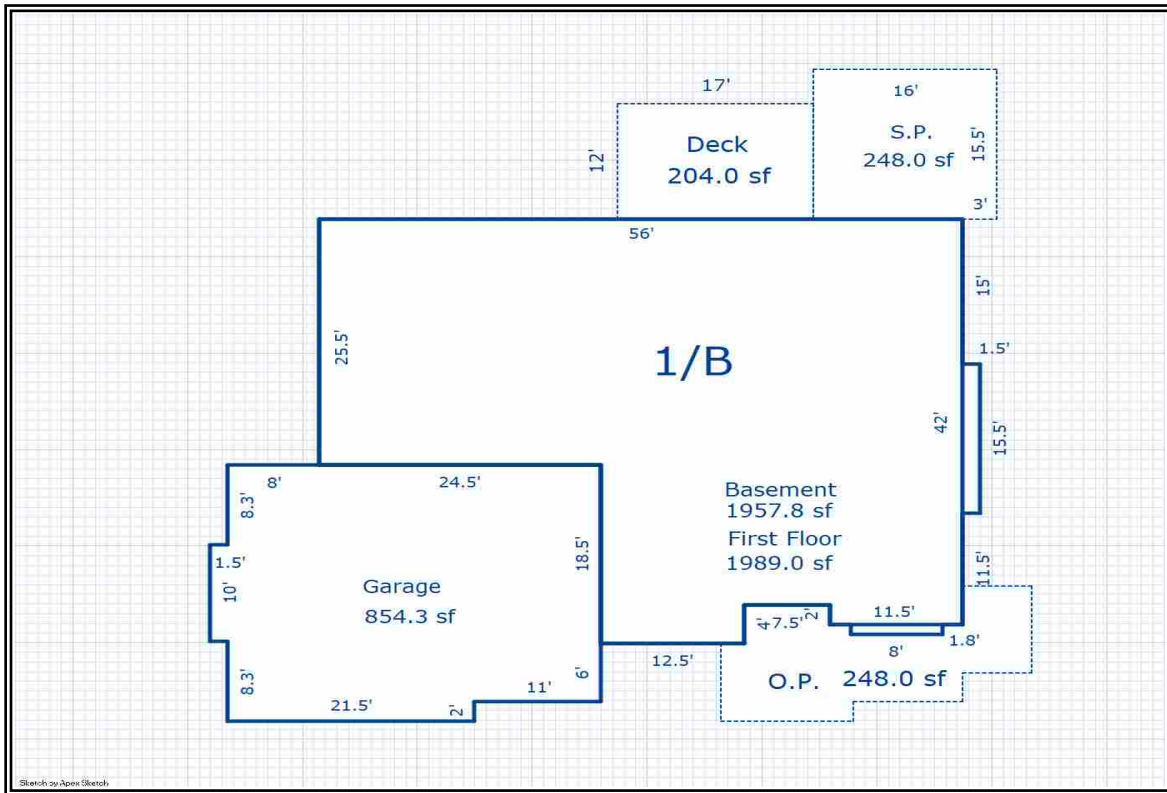 17'
16'
Deck
204.0 sf
12'
S.P.
248.0 sf
15.5'
3'
56'
15'
25.5'
1/B
1.5'
42'
15.5'
8'
24.5'
8.3'
Basement
1957.8 sf
First Floor
1989.0 sf
18.5'
1.5'
10'
11.5'
Garage
854.3 sf
4'
7.5'
2'
11.5'
1.8'
8'
12.5'
8.3'
6'
O.P.
248.0 sf
11'
21.5'
2'
Sketch by Apex Sketch